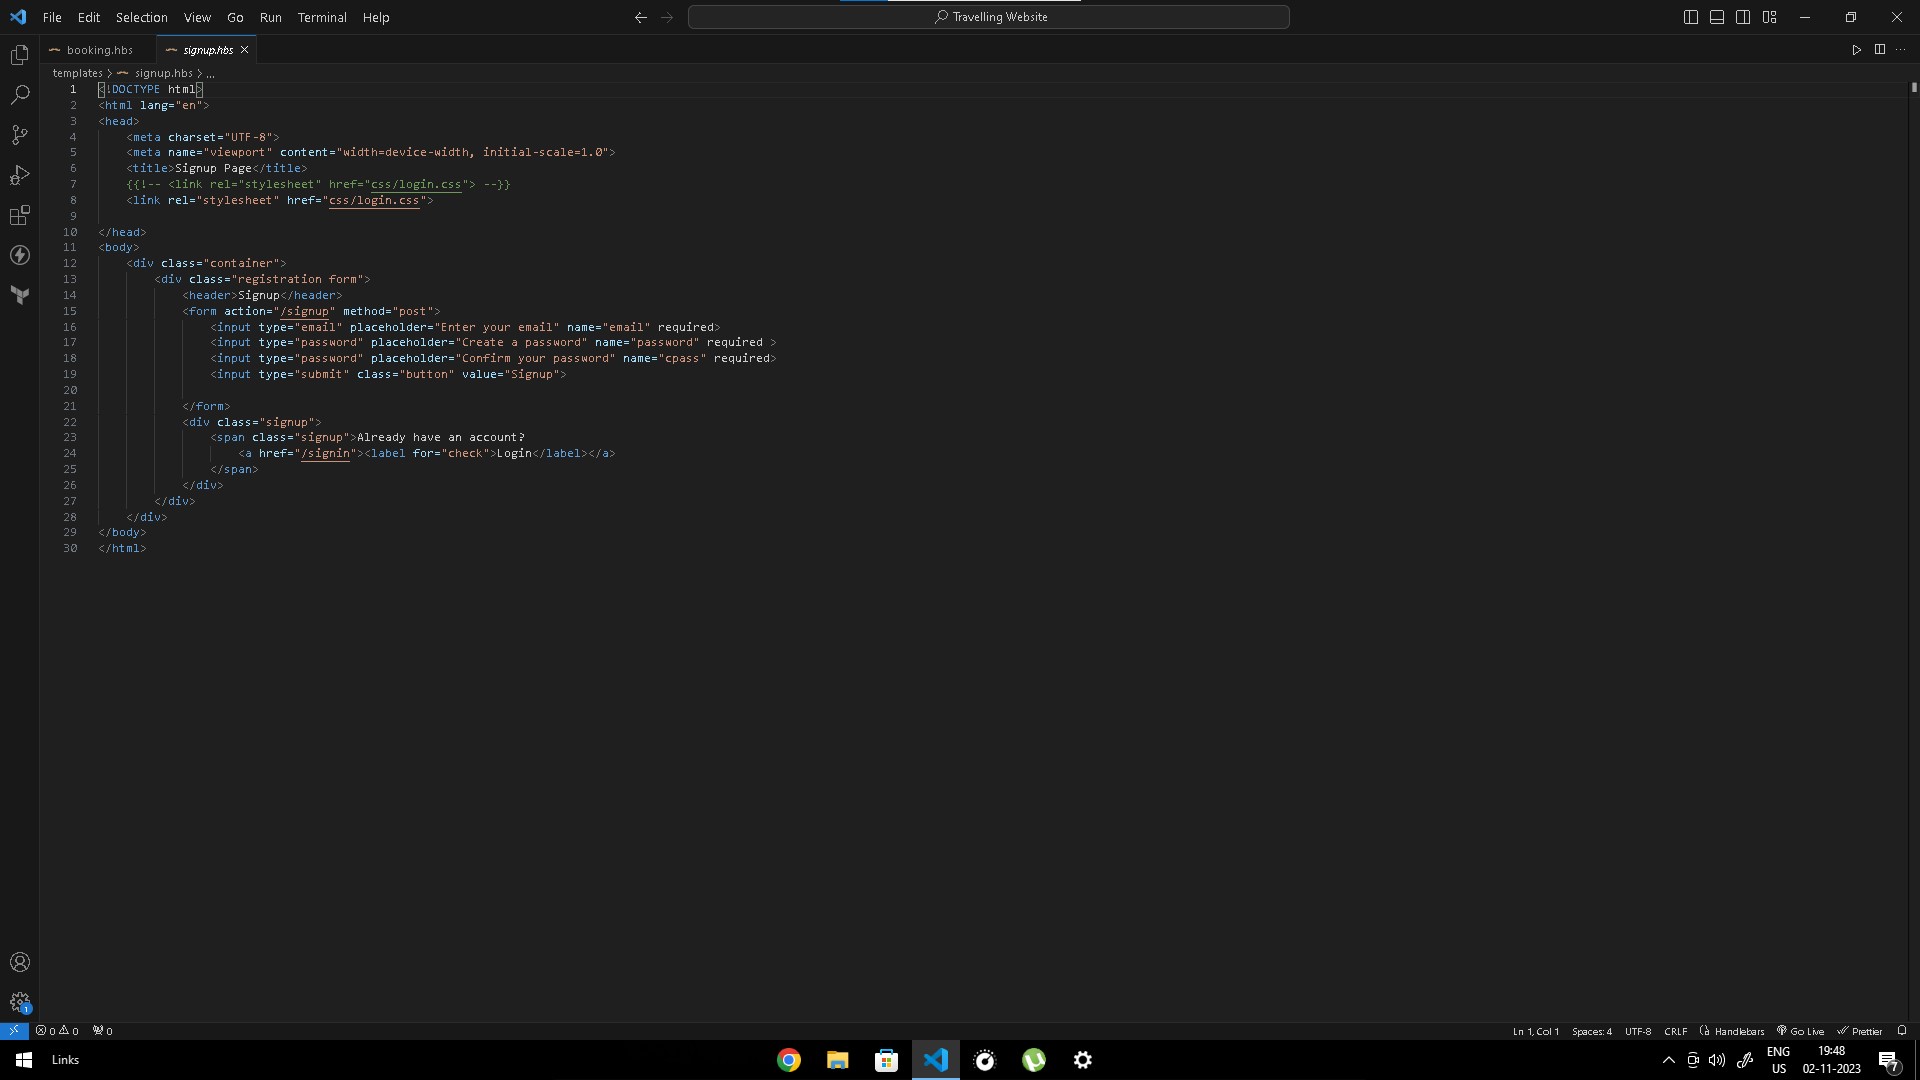 File Edit Selection View Go Run Terminal Help
Travelling Website
booking.hbs
signup.hbs
templates > signup.hbs > ...
1 <!DOCTYPE html>
2 <html lang="en">
3 <head>
4 <meta charset="UTF-8">
5 <meta name="viewport" content="width=device-width, initial-scale=1.0">
6 <title>Signup Page</title>
7 {{!-- <link rel="stylesheet" href="css/login.css"> --}}
8 <link rel="stylesheet" href="css/login.css">
9
10 </head>
11 <body>
12 <div class="container">
13 <div class="registration form">
14 <header>Signup</header>
15 <form action="/signup" method="post">
16 <input type="email" placeholder="Enter your email" name="email" required>
17 <input type="password" placeholder="Create a password" name="password" required >
18 <input type="password" placeholder="Confirm your password" name="cpass" required>
19 <input type="submit" class="button" value="Signup">
20
21 </form>
22 <div class="signup">
23 <span class="signup">Already have an account?
24 <a href="/signin"><label for="check">Login</label></a>
25 </span>
26 </div>
27 </div>
28 </div>
29 </body>
30 </html>
1
0 0 0
Ln 1, Col 1 Spaces: 4 UTF-8 CRLF Handlebars Go Live Prettier
Links
ENG
US
19:48
02-11-2023
7